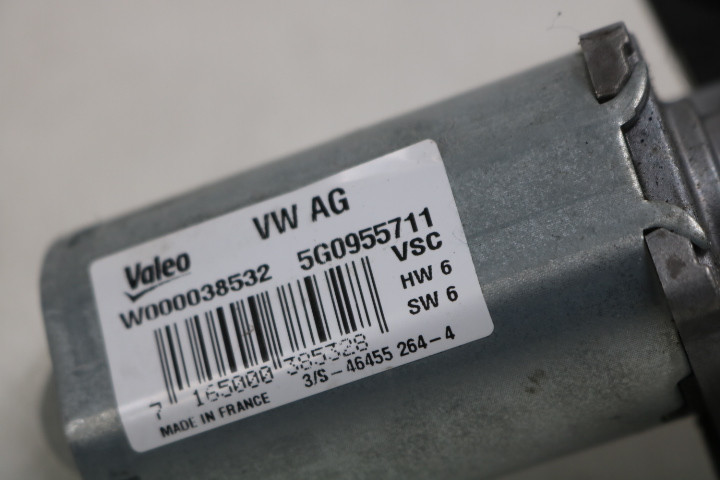 VW AG
Valeo
W000038532 5G0955711
VSC
HW 6
SW 6
7 165000 385328
3/S-46455 264-4
MADE IN FRANCE